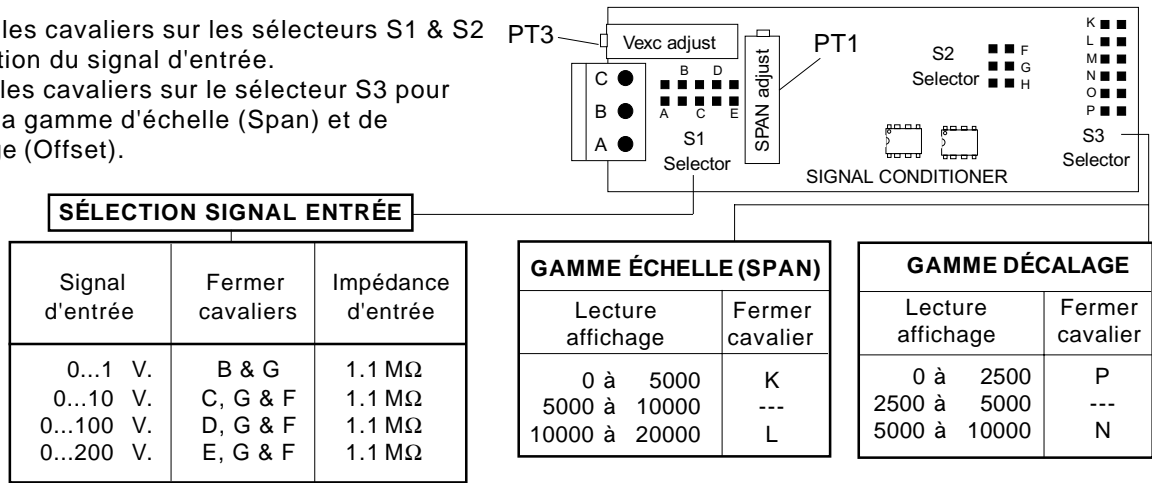 les cavaliers sur les sélecteurs S1 & S2
tion du signal d'entrée.
les cavaliers sur le sélecteur S3 pour
a gamme d'échelle (Span) et de
ge (Offset).
PT3
Vexc adjust
SPAN adjust
PT1
C
B
A
B D
A C E
S1
Selector
S2
Selector
F
G
H
K
L
M
N
O
P
S3
Selector
SIGNAL CONDITIONER
SÉLECTION SIGNAL ENTRÉE
Signal d'entrée Fermer cavaliers Impédance d'entrée
0...1 V. B & G 1.1 MΩ
0...10 V. C, G & F 1.1 MΩ
0...100 V. D, G & F 1.1 MΩ
0...200 V. E, G & F 1.1 MΩ
GAMME ÉCHELLE (SPAN)
Lecture affichage Fermer cavalier
0 à 5000 K
5000 à 10000 ---
10000 à 20000 L
GAMME DÉCALAGE
Lecture affichage Fermer cavalier
0 à 2500 P
2500 à 5000 ---
5000 à 10000 N